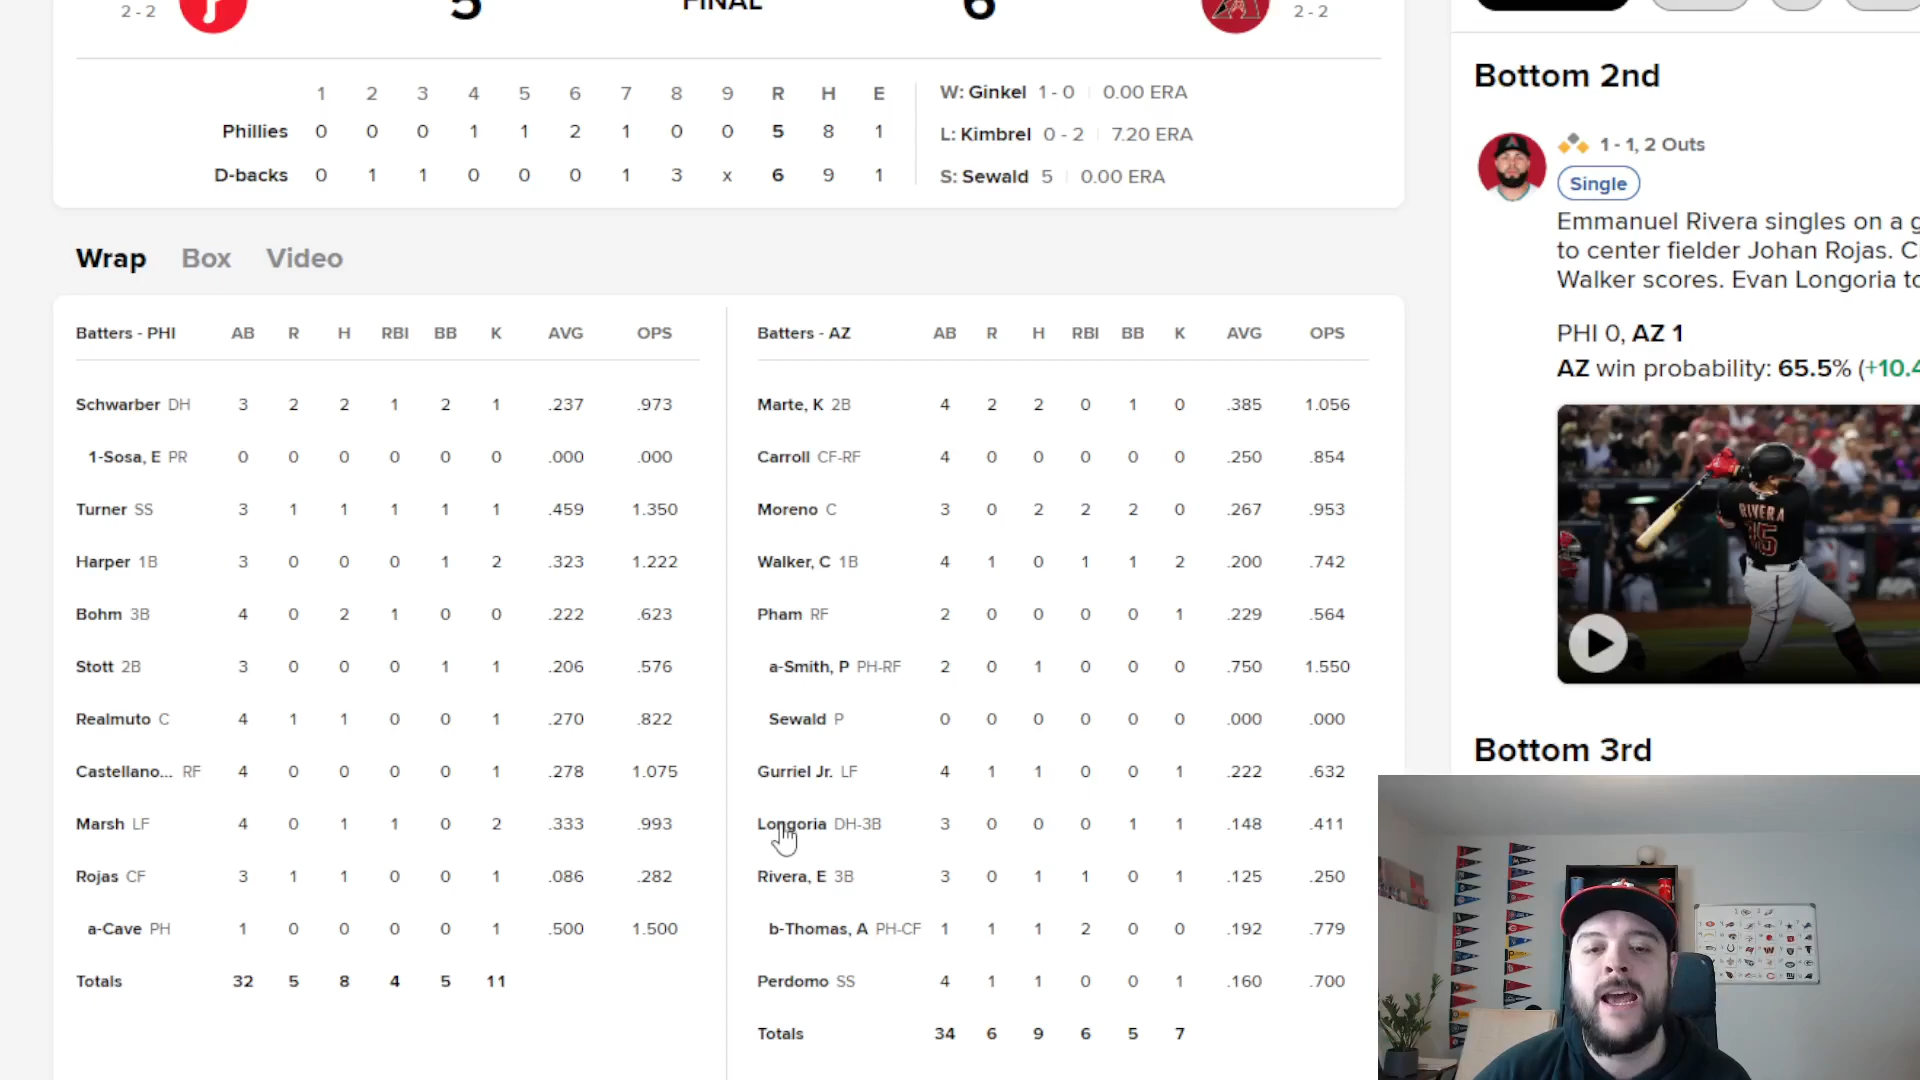 2 - 2 5 FINAL 6 2 - 2
1 2 3 4 5 6 7 8 9 R H E
Phillies 0 0 0 1 1 2 1 0 0 5 8 1
D-backs 0 1 1 0 0 0 1 3 x 6 9 1
W: Ginkel 1 - 0 0.00 ERA
L: Kimbrel 0 - 2 7.20 ERA
S: Sewald 5 0.00 ERA
Wrap Box Video
Batters - PHI AB R H RBI BB K AVG OPS
Schwarber DH 3 2 2 1 2 1 .237 .973
1-Sosa, E PR 0 0 0 0 0 0 .000 .000
Turner SS 3 1 1 1 1 1 .459 1.350
Harper 1B 3 0 0 0 1 2 .323 1.222
Bohm 3B 4 0 2 1 0 0 .222 .623
Stott 2B 3 0 0 0 1 1 .206 .576
Realmuto C 4 1 1 0 0 1 .270 .822
Castellano... RF 4 0 0 0 0 1 .278 1.075
Marsh LF 4 0 1 1 0 2 .333 .993
Rojas CF 3 1 1 0 0 1 .086 .282
a-Cave PH 1 0 0 0 0 1 .500 1.500
Totals 32 5 8 4 5 11
Batters - AZ AB R H RBI BB K AVG OPS
Marte, K 2B 4 2 2 0 1 0 .385 1.056
Carroll CF-RF 4 0 0 0 0 0 .250 .854
Moreno C 3 0 2 2 2 0 .267 .953
Walker, C 1B 4 1 0 1 1 2 .200 .742
Pham RF 2 0 0 0 0 1 .229 .564
a-Smith, P PH-RF 2 0 1 0 0 0 .750 1.550
Sewald P 0 0 0 0 0 0 .000 .000
Gurriel Jr. LF 4 1 1 0 0 1 .222 .632
Longoria DH-3B 3 0 0 0 1 1 .148 .411
Rivera, E 3B 3 0 1 1 0 1 .125 .250
b-Thomas, A PH-CF 1 1 1 2 0 0 .192 .779
Perdomo SS 4 1 1 0 0 1 .160 .700
Totals 34 6 9 6 5 7
Bottom 2nd
1 - 1, 2 Outs
Single
Emmanuel Rivera singles on a g
to center fielder Johan Rojas. C
Walker scores. Evan Longoria to
PHI 0, AZ 1
AZ win probability: 65.5% (+10.4
RIVERA
15
Bottom 3rd